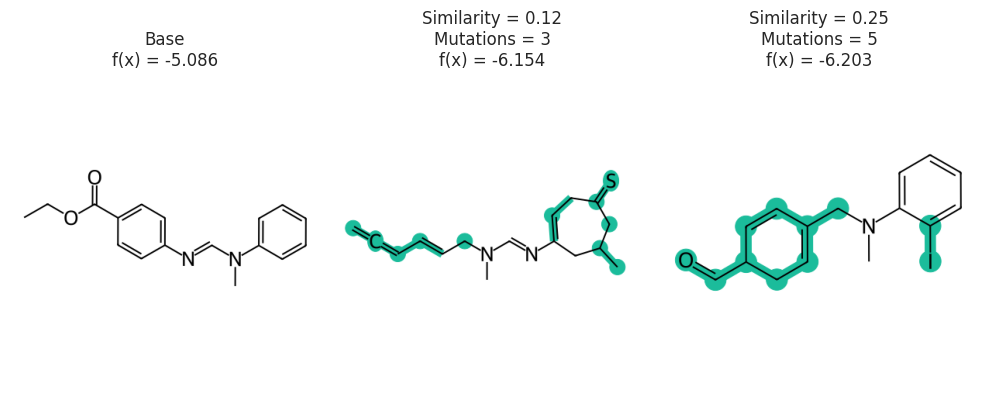 Base
f(x) = -5.086
Similarity = 0.12
Mutations = 3
f(x) = -6.154
Similarity = 0.25
Mutations = 5
f(x) = -6.203
O
O
N
N
C
N
N
S
O
N
I